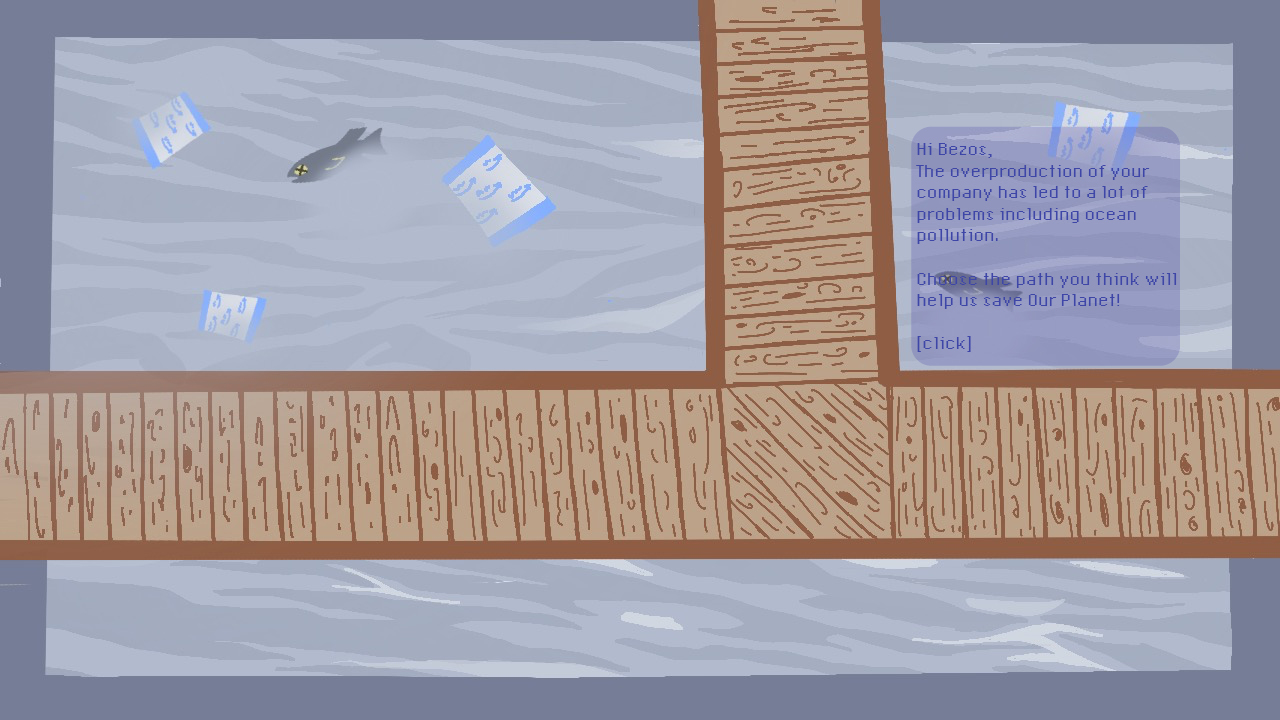 Hi Bezos,
The overproduction of your
company has led to a lot of
problems including ocean
pollution.
Choose the path you think will
help us save Our Planet!
[click]